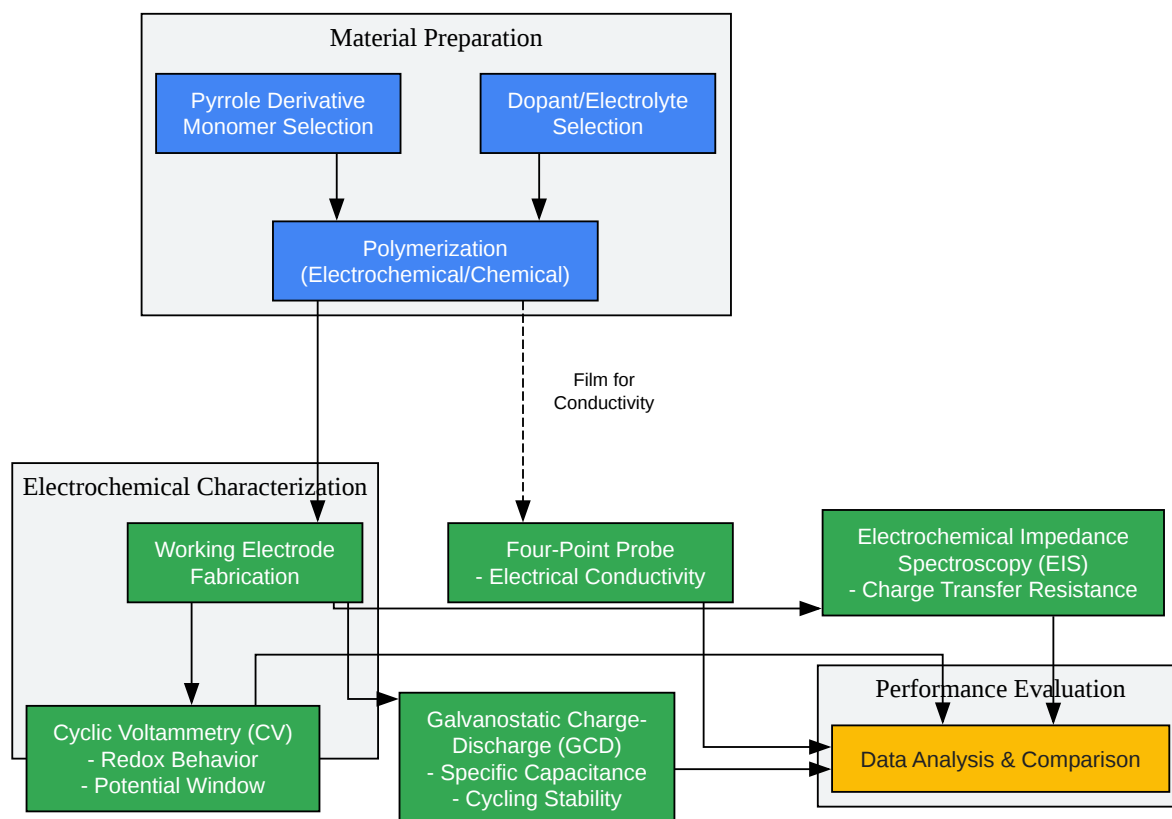 Material Preparation
Pyrrole Derivative
Monomer Selection
Dopant/Electrolyte
Selection
Polymerization
(Electrochemical/Chemical)
Film for
Conductivity
Electrochemical Characterization
Working Electrode
Fabrication
Four-Point Probe
- Electrical Conductivity
Electrochemical Impedance
Spectroscopy (EIS)
- Charge Transfer Resistance
Cyclic Voltammetry (CV)
- Redox Behavior
- Potential Window
Galvanostatic Charge-
Discharge (GCD)
- Specific Capacitance
- Cycling Stability
Performance Evaluation
Data Analysis & Comparison